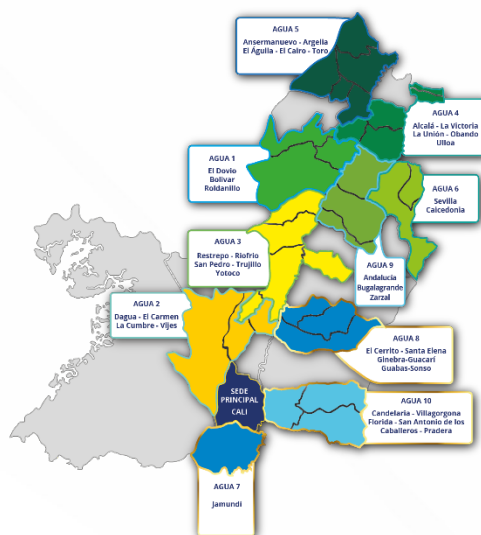 AGUA 5
Ansermanuevo - Argelia
El Águila - El Cairo - Toro
AGUA 4
Alcalá - La Victoria
La Unión - Obando
Ulloa
AGUA 1
El Dovio
Bolivar
Roldanillo
AGUA 6
Sevilla
Caicedonia
AGUA 3
Restrepo - Riofrio
San Pedro - Trujillo
Yotoco
AGUA 9
Andalucia
Bugalagrande
Zarzal
AGUA 2
Dagua - El Carmen
La Cumbre - Vijes
AGUA 8
El Cerrito - Santa Elena
Ginebra-Guacarí
Guabas-Sonso
SEDE
PRINCIPAL
CALI
AGUA 10
Candelaria - Villagorgona
Florida - San Antonio de los
Caballeros - Pradera
AGUA 7
Jamundí